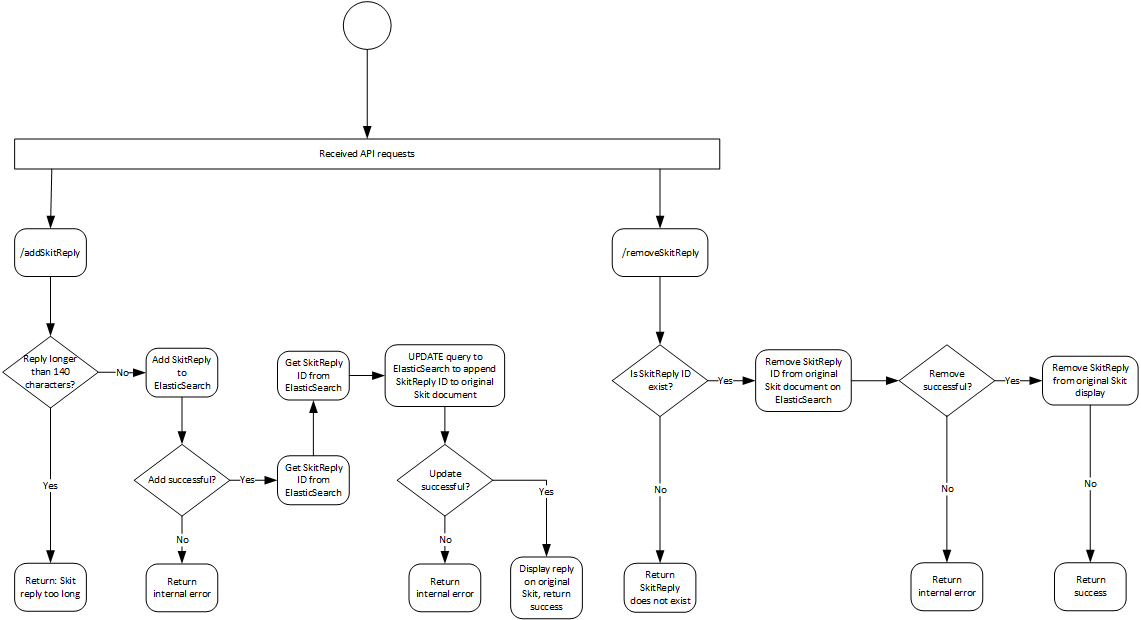 Received API requests
/addSkitReply
Reply longer
than 140
characters?
No
Add SkitReply
to
ElasticSearch
Yes
Return: Skit
reply too long
Add successful?
Yes
No
Return
internal error
Get SkitReply
ID from
ElasticSearch
Get SkitReply
ID from
ElasticSearch
UPDATE query to
ElasticSearch to append
SkitReply ID to original
Skit document
Update
successful?
Yes
No
Return
internal error
Display reply
on original
Skit, return
success
/removeSkitReply
Is SkitReply ID
exist?
Yes
No
Return
SkitReply
does not exist
Remove SkitReply
ID from original
Skit document on
ElasticSearch
Remove
successful?
Yes
No
Return
internal error
Remove SkitReply
from original Skit
display
No
Return
success